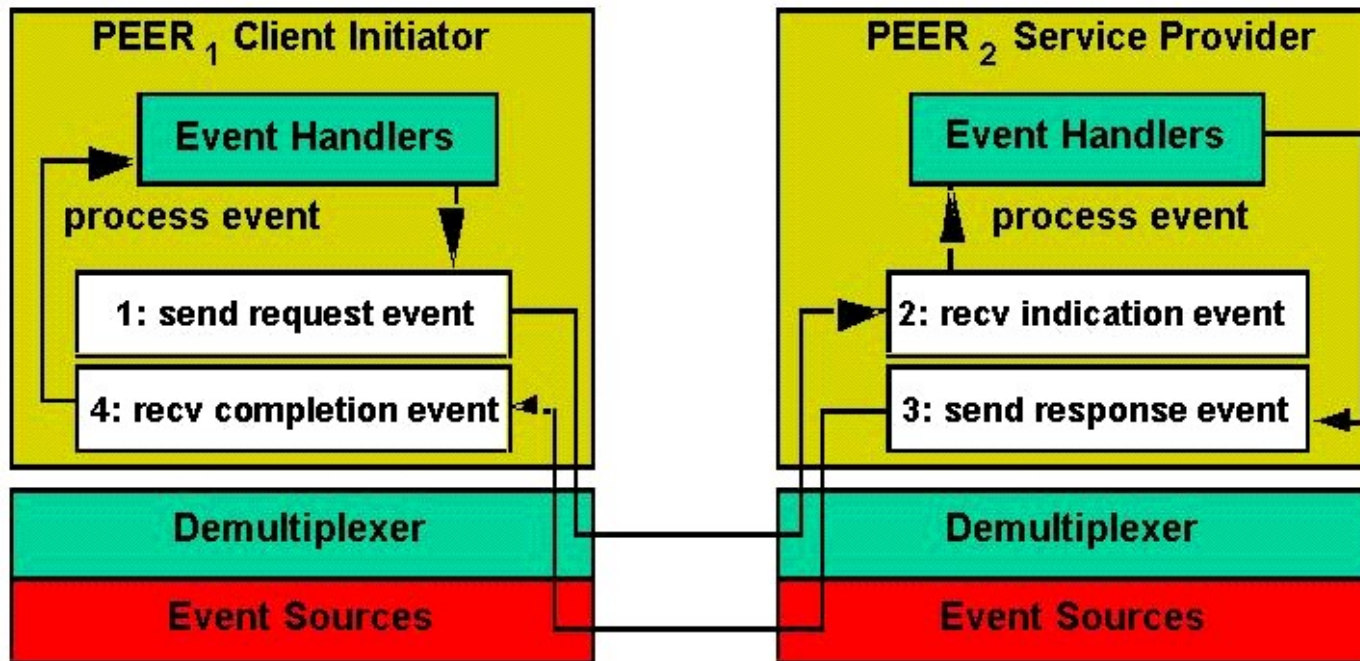 PEER 1 Client Initiator
Event Handlers
process event
1: send request event
4: recv completion event
Demultiplexer
Event Sources
PEER 2 Service Provider
Event Handlers
process event
2: recv indication event
3: send response event
Demultiplexer
Event Sources